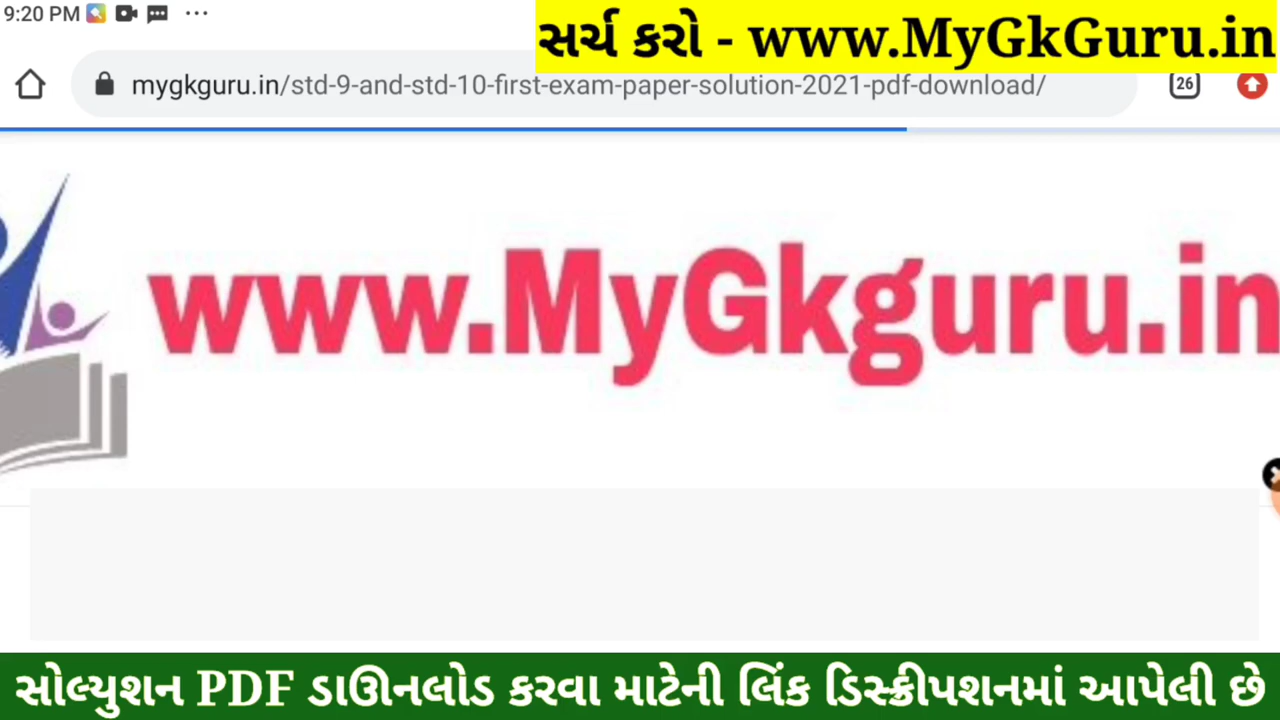 9:20 PM
સર્ચ કરો - www.MyGkGuru.in
mygkguru.in/std-9-and-std-10-first-exam-paper-solution-2021-pdf-download/
26
www.MyGkguru.in
સોલ્યુશન PDF ડાઊનલોડ કરવા માટેની લિંક ડિસ્ક્રીપશનમાં આપેલી છે